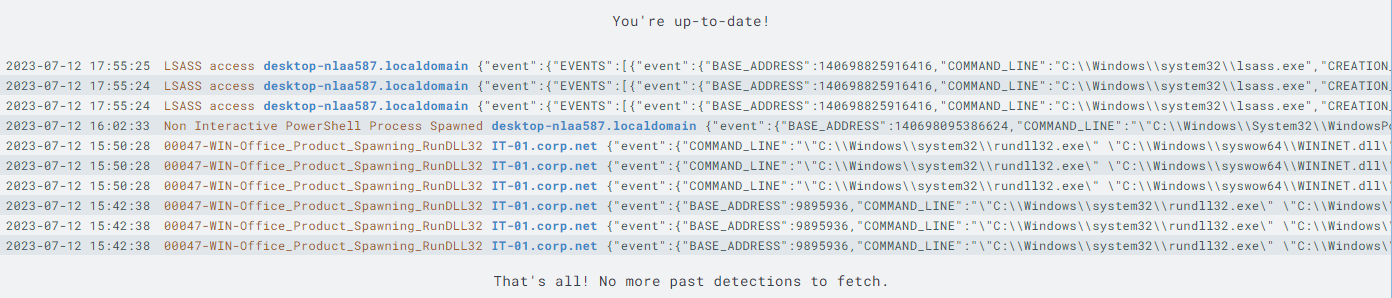 You're up-to-date!
2023-07-12 17:55:25 LSASS access desktop-nlaa587.localdomain {"event":{"EVENTS":[{"event":{"BASE_ADDRESS":140698825916416,"COMMAND_LINE":"C:\\Windows\\system32\\lsass.exe","CREATION_
2023-07-12 17:55:24 LSASS access desktop-nlaa587.localdomain {"event":{"EVENTS":[{"event":{"BASE_ADDRESS":140698825916416,"COMMAND_LINE":"C:\\Windows\\system32\\lsass.exe","CREATION_
2023-07-12 17:55:24 LSASS access desktop-nlaa587.localdomain {"event":{"EVENTS":[{"event":{"BASE_ADDRESS":140698825916416,"COMMAND_LINE":"C:\\Windows\\system32\\lsass.exe","CREATION_
2023-07-12 16:02:33 Non Interactive PowerShell Process Spawned desktop-nlaa587.localdomain {"event":{"BASE_ADDRESS":140698095386624,"COMMAND_LINE":"\"C:\\Windows\\System32\\WindowsPo
2023-07-12 15:50:28 00047-WIN-Office_Product_Spawning_RunDLL32 IT-01.corp.net {"event":{"COMMAND_LINE":"\"C:\\Windows\\system32\\rundll32.exe\" \"C:\\Windows\\syswow64\\WININET.dll\"
2023-07-12 15:50:28 00047-WIN-Office_Product_Spawning_RunDLL32 IT-01.corp.net {"event":{"COMMAND_LINE":"\"C:\\Windows\\system32\\rundll32.exe\" \"C:\\Windows\\syswow64\\WININET.dll\"
2023-07-12 15:50:28 00047-WIN-Office_Product_Spawning_RunDLL32 IT-01.corp.net {"event":{"COMMAND_LINE":"\"C:\\Windows\\system32\\rundll32.exe\" \"C:\\Windows\\syswow64\\WININET.dll\"
2023-07-12 15:42:38 00047-WIN-Office_Product_Spawning_RunDLL32 IT-01.corp.net {"event":{"BASE_ADDRESS":9895936,"COMMAND_LINE":"\"C:\\Windows\\system32\\rundll32.exe\" \"C:\\Windows\
2023-07-12 15:42:38 00047-WIN-Office_Product_Spawning_RunDLL32 IT-01.corp.net {"event":{"BASE_ADDRESS":9895936,"COMMAND_LINE":"\"C:\\Windows\\system32\\rundll32.exe\" \"C:\\Windows\
2023-07-12 15:42:38 00047-WIN-Office_Product_Spawning_RunDLL32 IT-01.corp.net {"event":{"BASE_ADDRESS":9895936,"COMMAND_LINE":"\"C:\\Windows\\system32\\rundll32.exe\" \"C:\\Windows\
That's all! No more past detections to fetch.